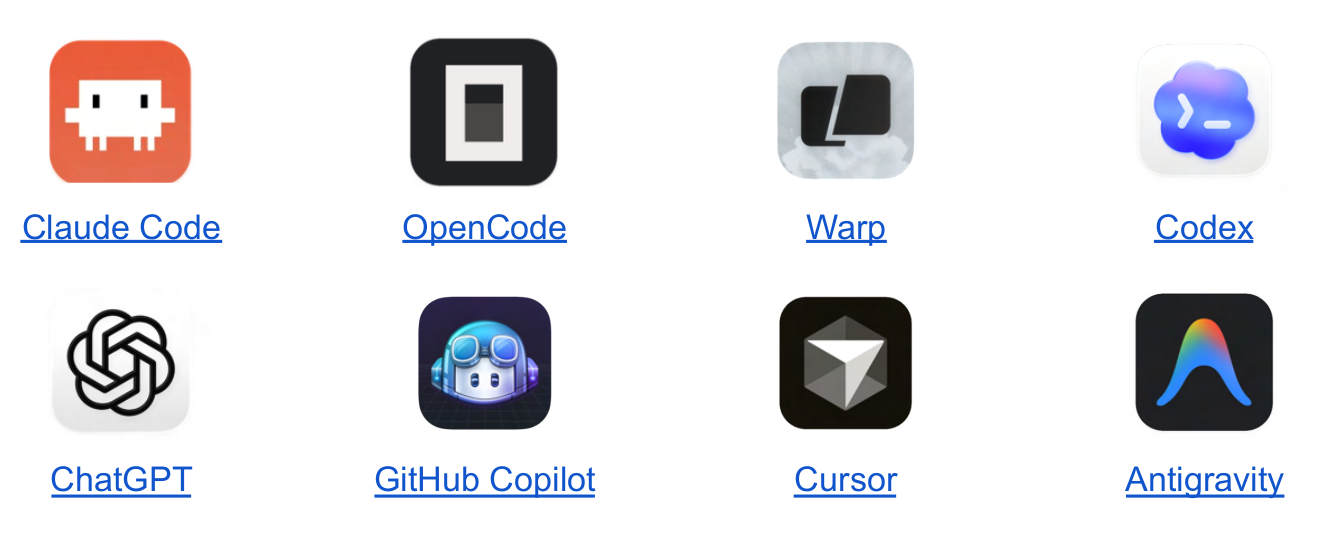 Claude Code
OpenCode
Warp
Codex
ChatGPT
GitHub Copilot
Cursor
Antigravity